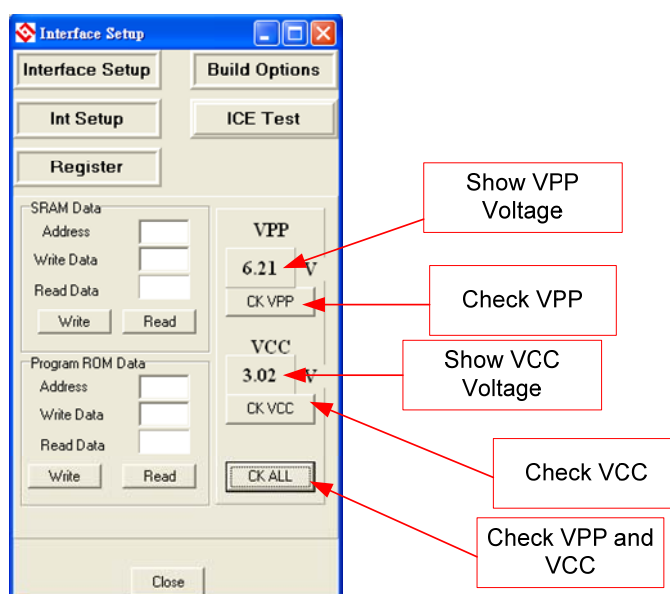 Interface Setup
Interface Setup
Build Options
Int Setup
ICE Test
Register
SRAM Data
Address
Write Data
Read Data
Write
Read
Program ROM Data
Address
Write Data
Read Data
Write
Read
VPP
6.21 V
CK VPP
VCC
3.02 V
CK VCC
CK ALL
Close
Show VPP
Voltage
Check VPP
Show VCC
Voltage
Check VCC
Check VPP and
VCC